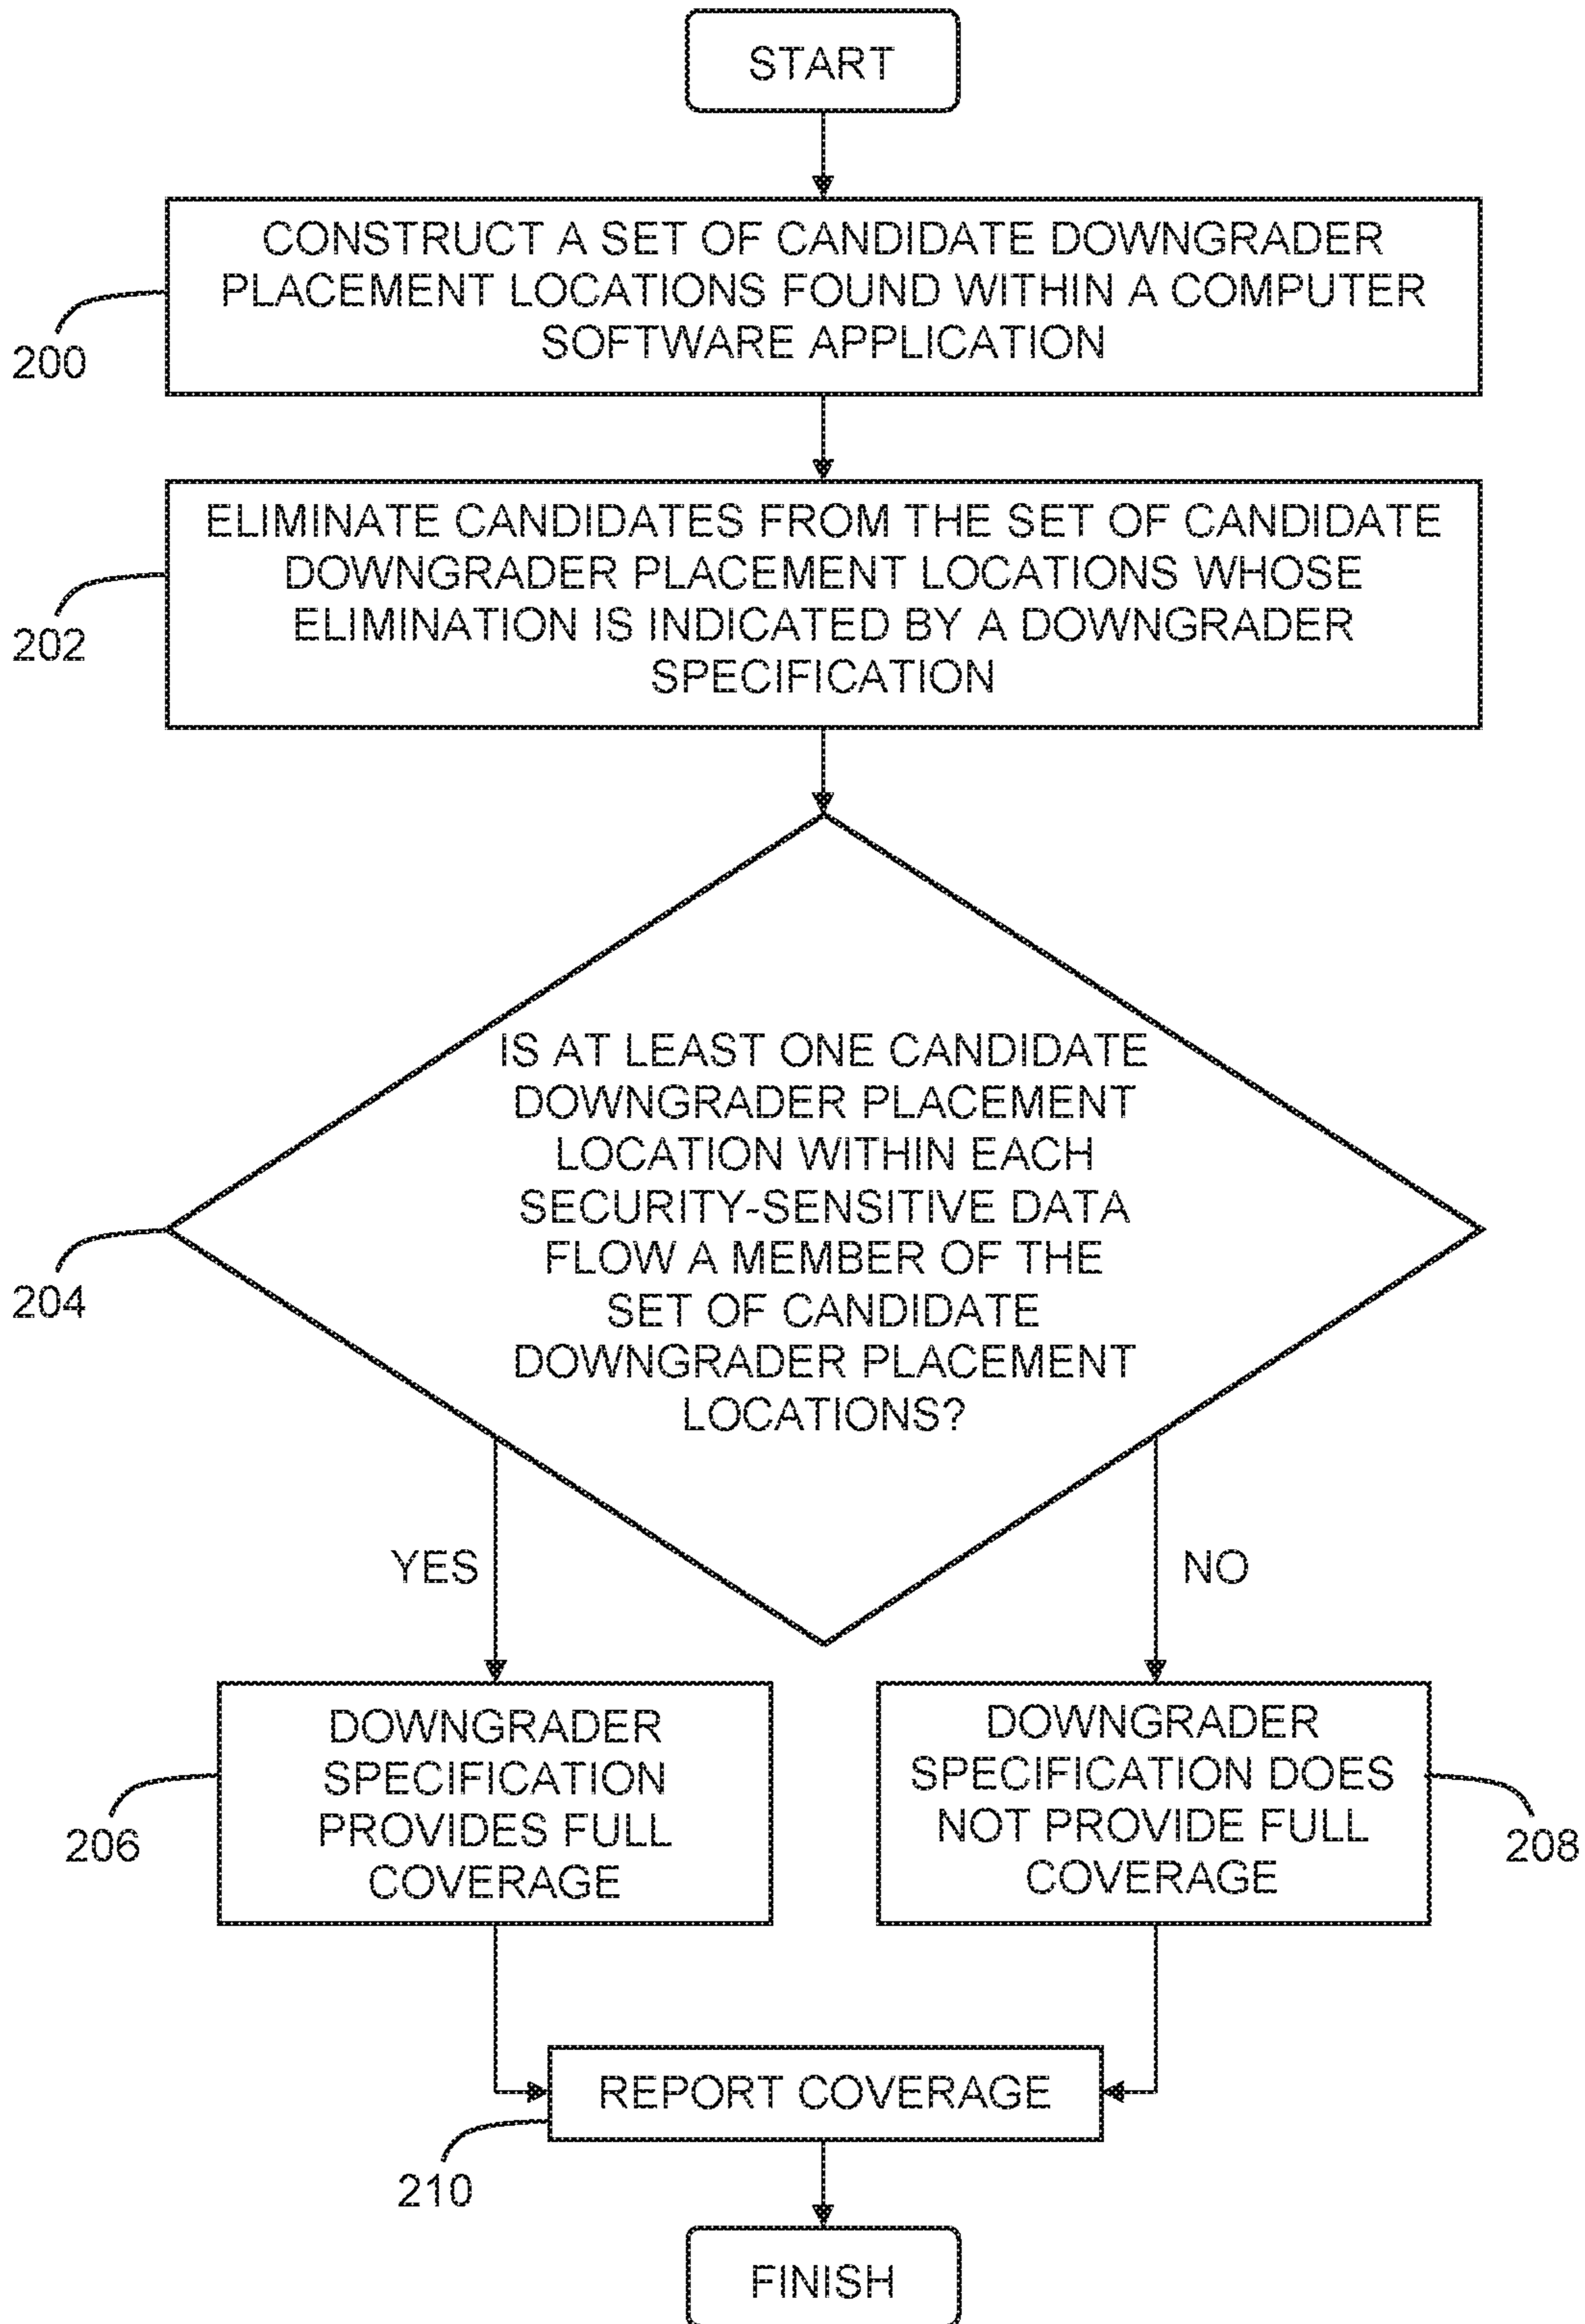 START
CONSTRUCT A SET OF CANDIDATE DOWNGRADER
PLACEMENT LOCATIONS FOUND WITHIN A COMPUTER
SOFTWARE APPLICATION
200
ELIMINATE CANDIDATES FROM THE SET OF CANDIDATE
DOWNGRADER PLACEMENT LOCATIONS WHOSE
ELIMINATION IS INDICATED BY A DOWNGRADER
SPECIFICATION
202
IS AT LEAST ONE CANDIDATE
DOWNGRADER PLACEMENT
LOCATION WITHIN EACH
SECURITY-SENSITIVE DATA
FLOW A MEMBER OF THE
SET OF CANDIDATE
DOWNGRADER PLACEMENT
LOCATIONS?
204
YES
NO
DOWNGRADER
SPECIFICATION
PROVIDES FULL
COVERAGE
206
DOWNGRADER
SPECIFICATION DOES
NOT PROVIDE FULL
COVERAGE
208
REPORT COVERAGE
210
FINISH